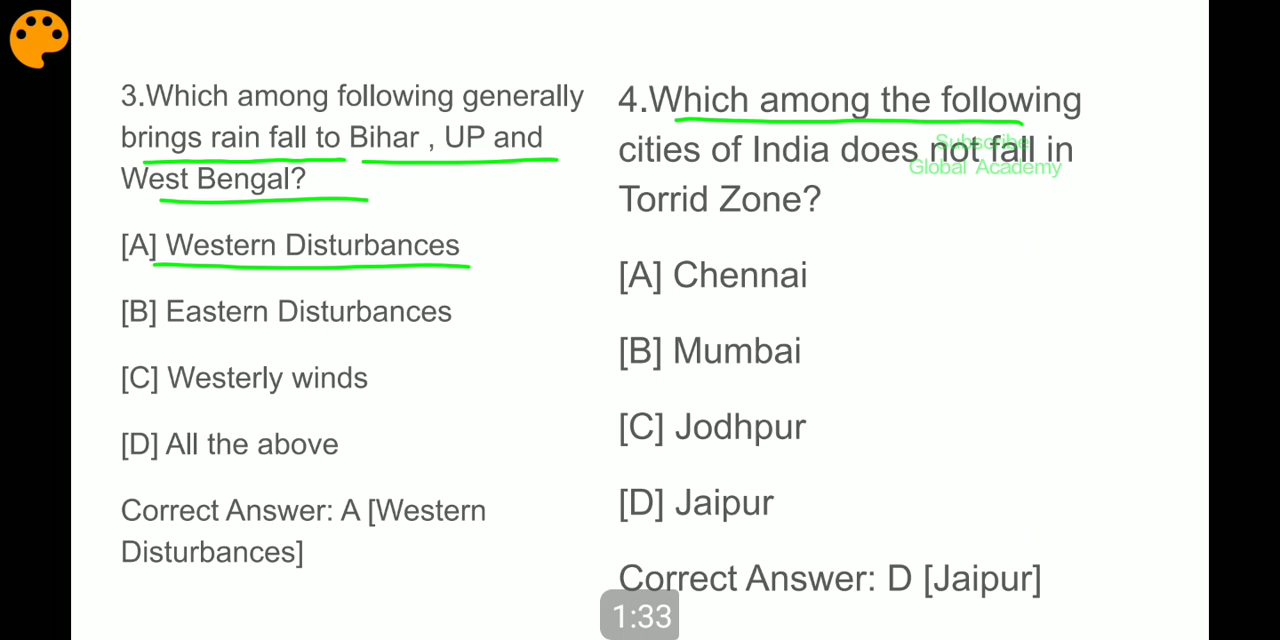 3.Which among following generally
brings rain fall to Bihar , UP and
West Bengal?
[A] Western Disturbances
[B] Eastern Disturbances
[C] Westerly winds
[D] All the above
Correct Answer: A [Western
Disturbances]
4.Which among the following
cities of India does not fall in
Torrid Zone?
[A] Chennai
[B] Mumbai
[C] Jodhpur
[D] Jaipur
Correct Answer: D [Jaipur]
Subscribe
Global Academy
1:33